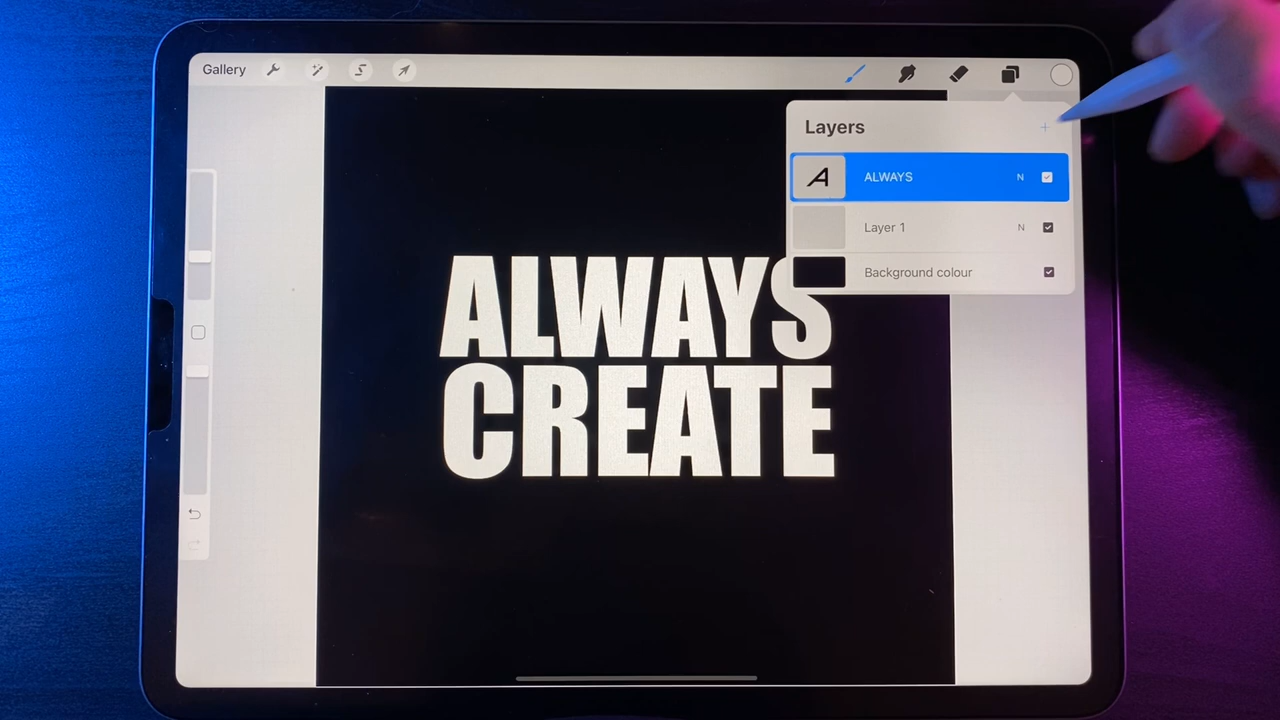 Gallery
Layers
A ALWAYS N
Layer 1 N
Background colour
ALWAYS
CREATE